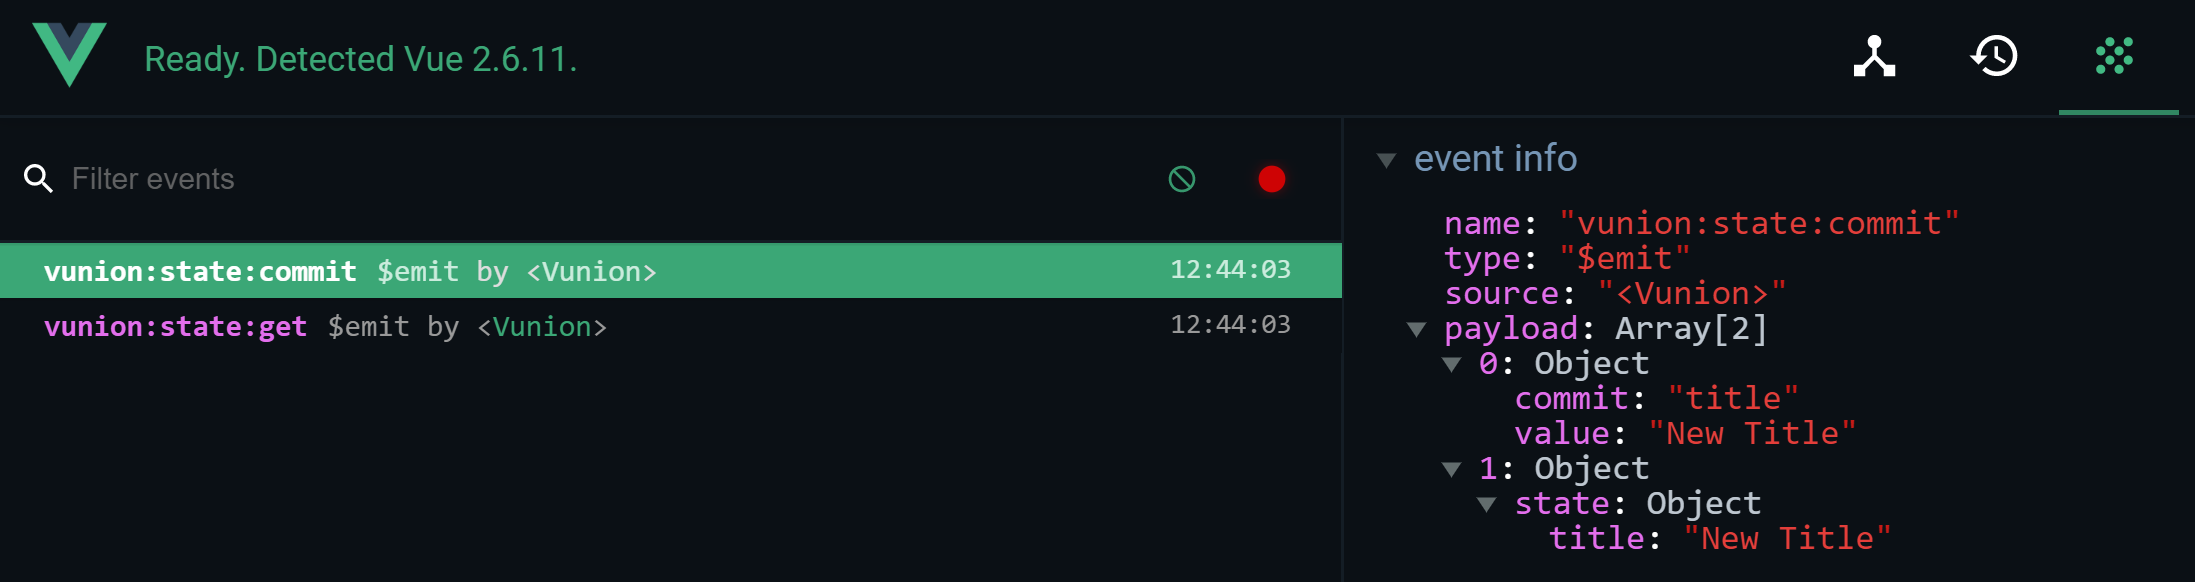 Ready. Detected Vue 2.6.11.
Filter events
vunion:state:commit $emit by <Vunion> 12:44:03
vunion:state:get $emit by <Vunion> 12:44:03
event info
name: "vunion:state:commit"
type: "$emit"
source: "<Vunion>"
payload: Array[2]
0: Object
commit: "title"
value: "New Title"
1: Object
state: Object
title: "New Title"